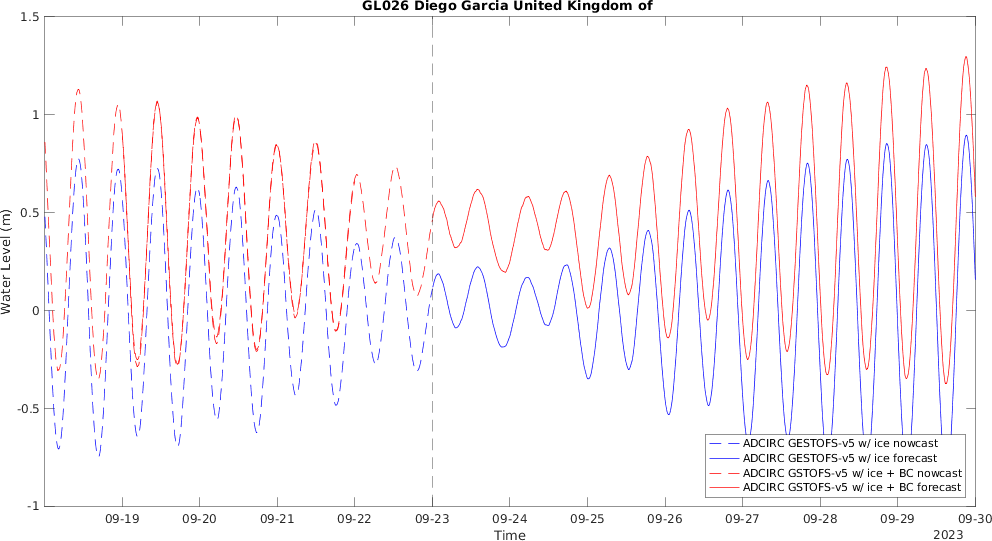 GL026 Diego Garcia United Kingdom of
1.5
1
0.5
0
-0.5
-1
Water Level (m)
ADCIRC GESTOFS-v5 w/ ice nowcast
ADCIRC GESTOFS-v5 w/ ice forecast
ADCIRC GSTOFS-v5 w/ ice + BC nowcast
ADCIRC GSTOFS-v5 w/ ice + BC forecast
09-19 09-20 09-21 09-22 09-23 09-24 09-25 09-26 09-27 09-28 09-29 09-30
Time
2023